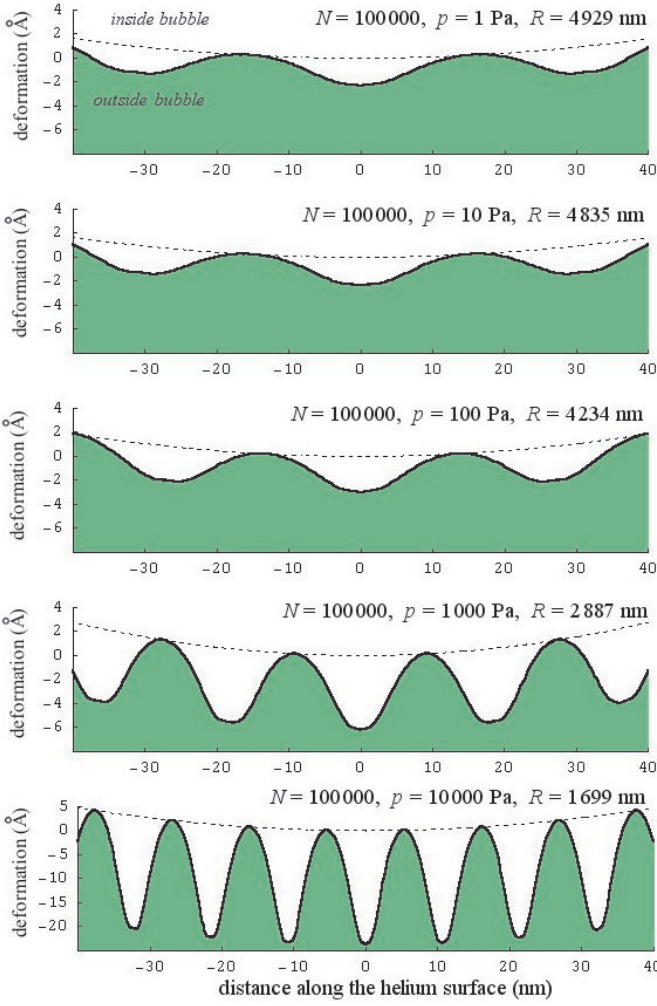 inside bubble
N = 100000, p = 1 Pa, R = 4929 nm
deformation (Å)
4
2
0
-2
-4
-6
outside bubble
-30 -20 -10 0 10 20 30 40
N = 100000, p = 10 Pa, R = 4835 nm
deformation (Å)
4
2
0
-2
-4
-6
-30 -20 -10 0 10 20 30 40
N = 100000, p = 100 Pa, R = 4234 nm
deformation (Å)
4
2
0
-2
-4
-6
-30 -20 -10 0 10 20 30 40
N = 100000, p = 1000 Pa, R = 2887 nm
deformation (Å)
4
2
0
-2
-4
-6
-30 -20 -10 0 10 20 30 40
N = 100000, p = 10000 Pa, R = 1699 nm
deformation (Å)
5
0
-5
-10
-15
-20
-30 -20 -10 0 10 20 30 40
distance along the helium surface (nm)